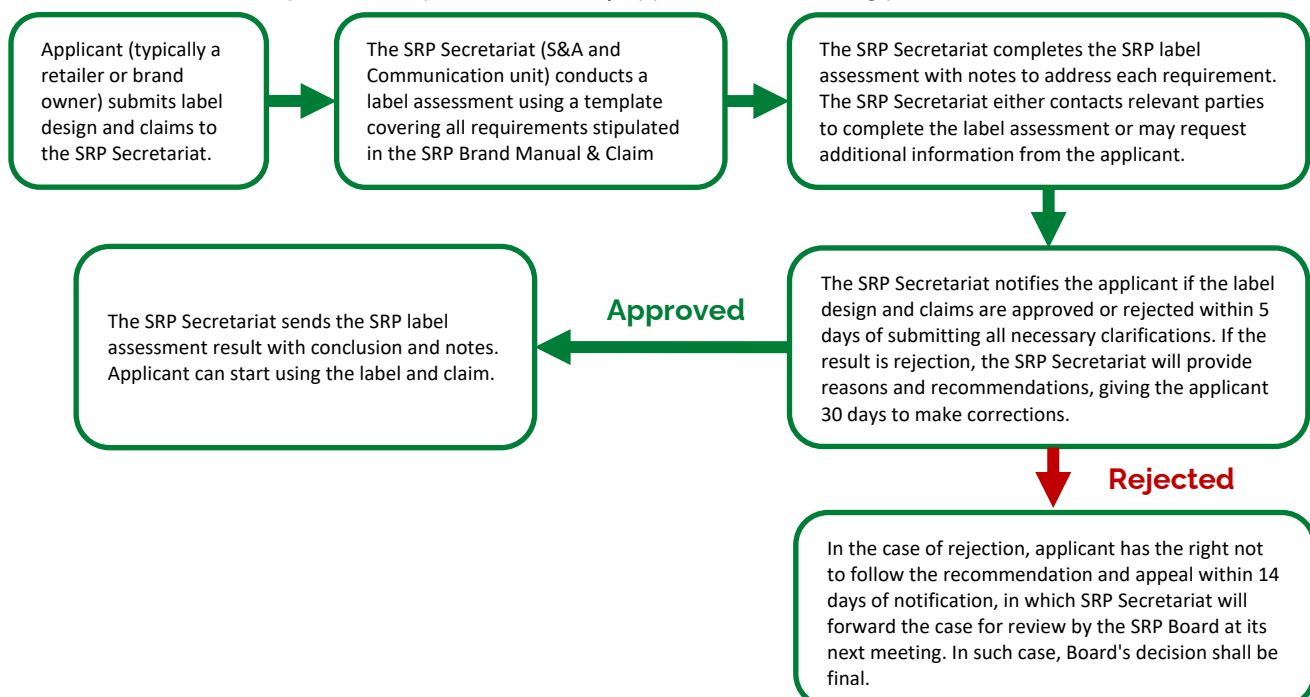 Applicant (typically a
retailer or brand
owner) submits label
design and claims to
the SRP Secretariat.
The SRP Secretariat (S&A and
Communication unit) conducts a
label assessment using a template
covering all requirements stipulated
in the SRP Brand Manual & Claim
The SRP Secretariat completes the SRP label
assessment with notes to address each requirement.
The SRP Secretariat either contacts relevant parties
to complete the label assessment or may request
additional information from the applicant.
The SRP Secretariat notifies the applicant if the label
design and claims are approved or rejected within 5
days of submitting all necessary clarifications. If the
result is rejection, the SRP Secretariat will provide
reasons and recommendations, giving the applicant
30 days to make corrections.
Approved
The SRP Secretariat sends the SRP label
assessment result with conclusion and notes.
Applicant can start using the label and claim.
Rejected
In the case of rejection, applicant has the right not
to follow the recommendation and appeal within 14
days of notification, in which SRP Secretariat will
forward the case for review by the SRP Board at its
next meeting. In such case, Board's decision shall be
final.